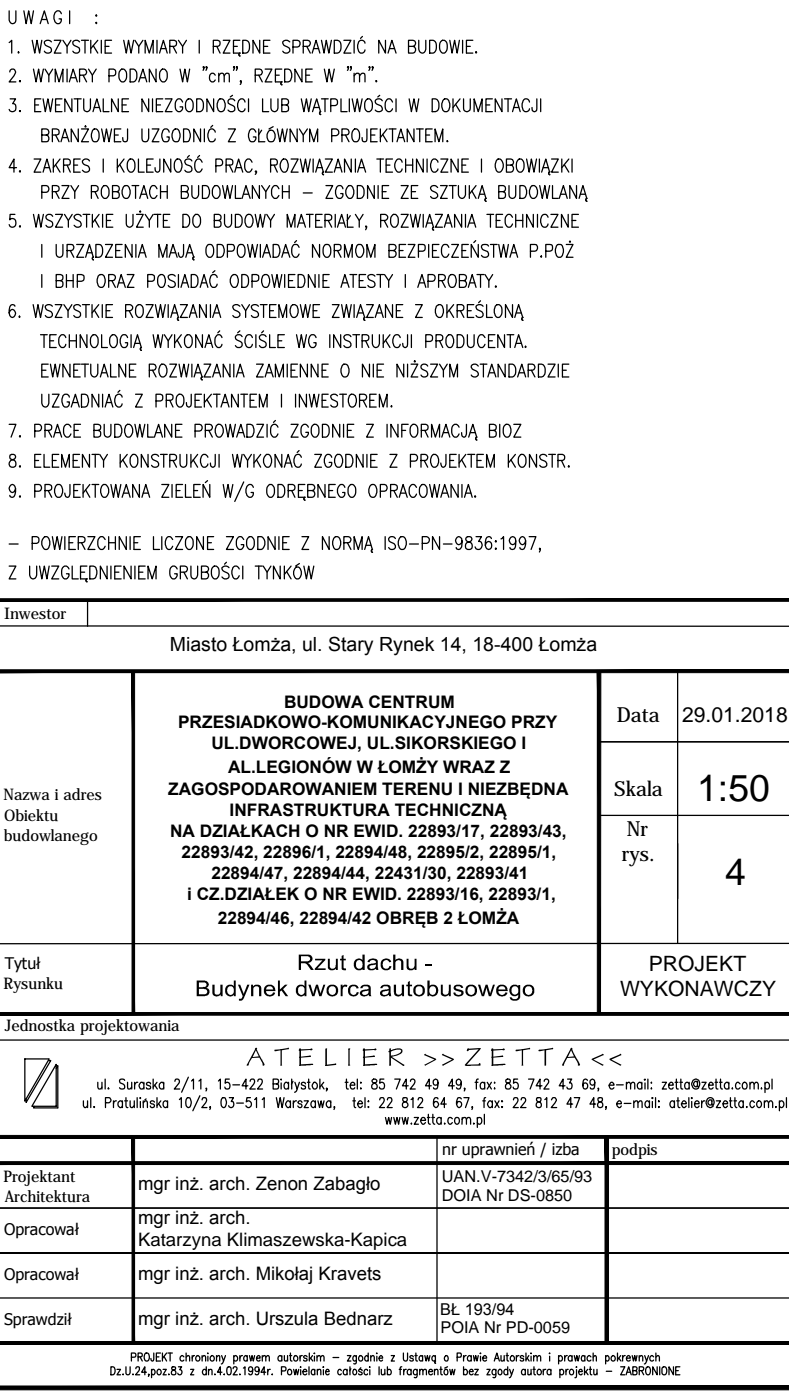 UWAGI :
1. WSZYSTKIE WYMIARY I RZĘDNE SPRAWDZIĆ NA BUDOWIE.
2. WYMIARY PODANO W "cm", RZĘDNE W "m".
3. EWENTUALNE NIEZGODNOŚCI LUB WĄTPLIWOŚCI W DOKUMENTACJI
BRANŻOWEJ UZGODNIĆ Z GŁÓWNYM PROJEKTANTEM.
4. ZAKRES I KOLEJNOŚĆ PRAC, ROZWIĄZANIA TECHNICZNE I OBOWIĄZKI
PRZY ROBOTACH BUDOWLANYCH – ZGODNIE ZE SZTUKĄ BUDOWLANĄ
5. WSZYSTKIE UŻYTE DO BUDOWY MATERIAŁY, ROZWIĄZANIA TECHNICZNE
I URZĄDZENIA MAJĄ ODPOWIADAĆ NORMOM BEZPIECZEŃSTWA P.POŻ
I BHP ORAZ POSIADAĆ ODPOWIEDNIE ATESTY I APROBATY.
6. WSZYSTKIE ROZWIĄZANIA SYSTEMOWE ZWIĄZANE Z OKREŚLONĄ
TECHNOLOGIĄ WYKONAĆ ŚCIŚLE WG INSTRUKCJI PRODUCENTA.
EWNETUALNE ROZWIĄZANIA ZAMIENNE O NIE NIŻSZYM STANDARDZIE
UZGADNIAĆ Z PROJEKTANTEM I INWESTOREM.
7. PRACE BUDOWLANE PROWADZIĆ ZGODNIE Z INFORMACJĄ BIOZ
8. ELEMENTY KONSTRUKCJI WYKONAĆ ZGODNIE Z PROJEKTEM KONSTR.
9. PROJEKTOWANA ZIELEŃ W/G ODRĘBNEGO OPRACOWANIA.
– POWIERZCHNIE LICZONE ZGODNIE Z NORMĄ ISO–PN–9836:1997,
Z UWZGLĘDNIENIEM GRUBOŚCI TYNKÓW
Inwestor
Miasto Łomża, ul. Stary Rynek 14, 18-400 Łomża
Nazwa i adres
Obiektu
budowlanego
BUDOWA CENTRUM
PRZESIADKOWO-KOMUNIKACYJNEGO PRZY
UL.DWORCOWEJ, UL.SIKORSKIEGO I
AL.LEGIONÓW W ŁOMŻY WRAZ Z
ZAGOSPODAROWANIEM TERENU I NIEZBĘDNA
INFRASTRUKTURA TECHNICZNĄ
NA DZIAŁKACH O NR EWID. 22893/17, 22893/43,
22893/42, 22896/1, 22894/48, 22895/2, 22895/1,
22894/47, 22894/44, 22431/30, 22893/41
i CZ.DZIAŁEK O NR EWID. 22893/16, 22893/1,
22894/46, 22894/42 OBRĘB 2 ŁOMŻA
Data 29.01.2018
Skala 1:50
Nr
rys.
4
Tytuł
Rysunku
Rzut dachu -
Budynek dworca autobusowego
PROJEKT
WYKONAWCZY
Jednostka projektowania
ATELIER >>ZETTA<<
ul. Suraska 2/11, 15–422 Białystok, tel: 85 742 49 49, fax: 85 742 43 69, e–mail: zetta@zetta.com.pl
ul. Pratulińska 10/2, 03–511 Warszawa, tel: 22 812 64 67, fax: 22 812 47 48, e–mail: atelier@zetta.com.pl
www.zetta.com.pl
nr uprawnień / izba podpis
Projektant
Architektura
mgr inż. arch. Zenon Zabagło
UAN.V-7342/3/65/93
DOIA Nr DS-0850
Opracował
mgr inż. arch.
Katarzyna Klimaszewska-Kapica
Opracował mgr inż. arch. Mikołaj Kravets
Sprawdził mgr inż. arch. Urszula Bednarz
BŁ 193/94
POIA Nr PD-0059
PROJEKT chroniony prawem autorskim – zgodnie z Ustawą o Prawie Autorskim i prawach pokrewnych
Dz.U.24,poz.83 z dn.4.02.1994r. Powielanie całości lub fragmentów bez zgody autora projektu – ZABRONIONE